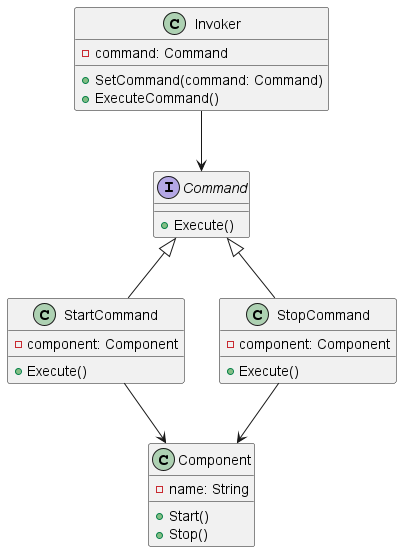 C Invoker
command: Command
SetCommand(command: Command)
ExecuteCommand()
I Command
Execute()
C StartCommand
component: Component
Execute()
C StopCommand
component: Component
Execute()
C Component
name: String
Start()
Stop()